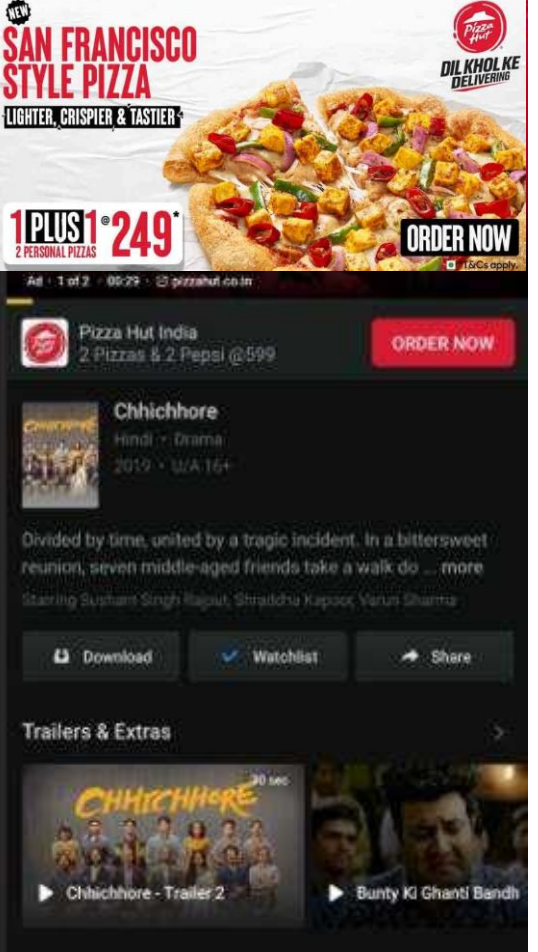 NEW
SAN FRANCISCO
STYLE PIZZA
LIGHTER, CRISPIER & TASTIER
Pizza
Hut
DIL KHOL KE
DELIVERING
1 PLUS 1 @ 249*
2 PERSONAL PIZZAS
ORDER NOW
T&Cs apply.
Ad · 1 of 2 · 00:29 · pizzahut.co.in
Pizza Hut India
2 Pizzas & 2 Pepsi @599
ORDER NOW
CHHICHHORE
Chhichhore
Hindi • Drama
2019 • U/A 16+
Divided by time, united by a tragic incident. In a bittersweet
reunion, seven middle-aged friends take a walk do ... more
Starring Sushant Singh Rajput, Shraddha Kapoor, Varun Sharma
Download
Watchlist
Share
Trailers & Extras
30 sec
CHHICHHORE
Chhichhore - Trailer 2
Bunty Ki Ghanti Bandh